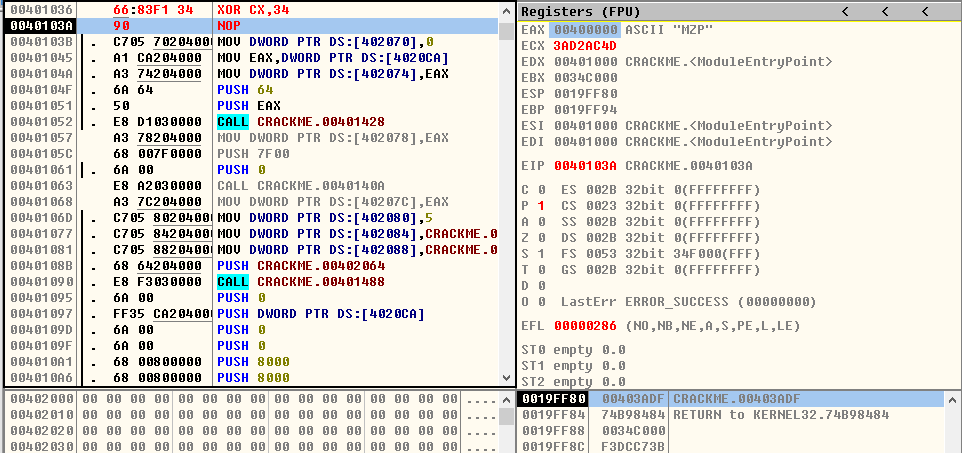 00401036 66:83F1 34 XOR CX,34
0040103A 90 NOP
0040103B . C705 70204000 MOV DWORD PTR DS:[402070],0
00401045 . A1 CA204000 MOV EAX,DWORD PTR DS:[4020CA]
0040104A . A3 74204000 MOV DWORD PTR DS:[402074],EAX
0040104F . 6A 64 PUSH 64
00401051 . 50 PUSH EAX
00401052 . E8 D1030000 CALL CRACKME.00401428
00401057 A3 78204000 MOV DWORD PTR DS:[402078],EAX
0040105C 68 007F0000 PUSH 7F00
00401061 . 6A 00 PUSH 0
00401063 E8 A2030000 CALL CRACKME.0040140A
00401068 A3 7C204000 MOV DWORD PTR DS:[40207C],EAX
0040106D . C705 80204000 MOV DWORD PTR DS:[402080],5
00401077 . C705 84204000 MOV DWORD PTR DS:[402084],CRACKME.0
00401081 . C705 88204000 MOV DWORD PTR DS:[402088],CRACKME.0
0040108B . 68 64204000 PUSH CRACKME.00402064
00401090 . E8 F3030000 CALL CRACKME.00401488
00401095 . 6A 00 PUSH 0
00401097 . FF35 CA204000 PUSH DWORD PTR DS:[4020CA]
0040109D . 6A 00 PUSH 0
0040109F . 6A 00 PUSH 0
004010A1 . 68 00800000 PUSH 8000
004010A6 . 68 00800000 PUSH 8000
Registers (FPU) < < <
EAX 00400000 ASCII "MZP"
ECX 3AD2AC4D
EDX 00401000 CRACKME.<ModuleEntryPoint>
EBX 0034C000
ESP 0019FF80
EBP 0019FF94
ESI 00401000 CRACKME.<ModuleEntryPoint>
EDI 00401000 CRACKME.<ModuleEntryPoint>
EIP 0040103A CRACKME.0040103A
C 0 ES 002B 32bit 0(FFFFFFFF)
P 1 CS 0023 32bit 0(FFFFFFFF)
A 0 SS 002B 32bit 0(FFFFFFFF)
Z 0 DS 002B 32bit 0(FFFFFFFF)
S 1 FS 0053 32bit 34F000(FFF)
T 0 GS 002B 32bit 0(FFFFFFFF)
D 0
O 0 LastErr ERROR_SUCCESS (00000000)
EFL 00000286 (NO,NB,NE,A,S,PE,L,LE)
ST0 empty 0.0
ST1 empty 0.0
ST2 empty 0.0
00402000 00 00 00 00 00 00 00 00 00 00 00 00 00 00 00 00 ....
00402010 00 00 00 00 00 00 00 00 00 00 00 00 00 00 00 00 ....
00402020 00 00 00 00 00 00 00 00 00 00 00 00 00 00 00 00 ....
00402030 00 00 00 00 00 00 00 00 00 00 00 00 00 00 00 00 ....
0019FF80 00403ADF CRACKME.00403ADF
0019FF84 74B98484 RETURN to KERNEL32.74B98484
0019FF88 0034C000
0019FF8C F3DCC73B